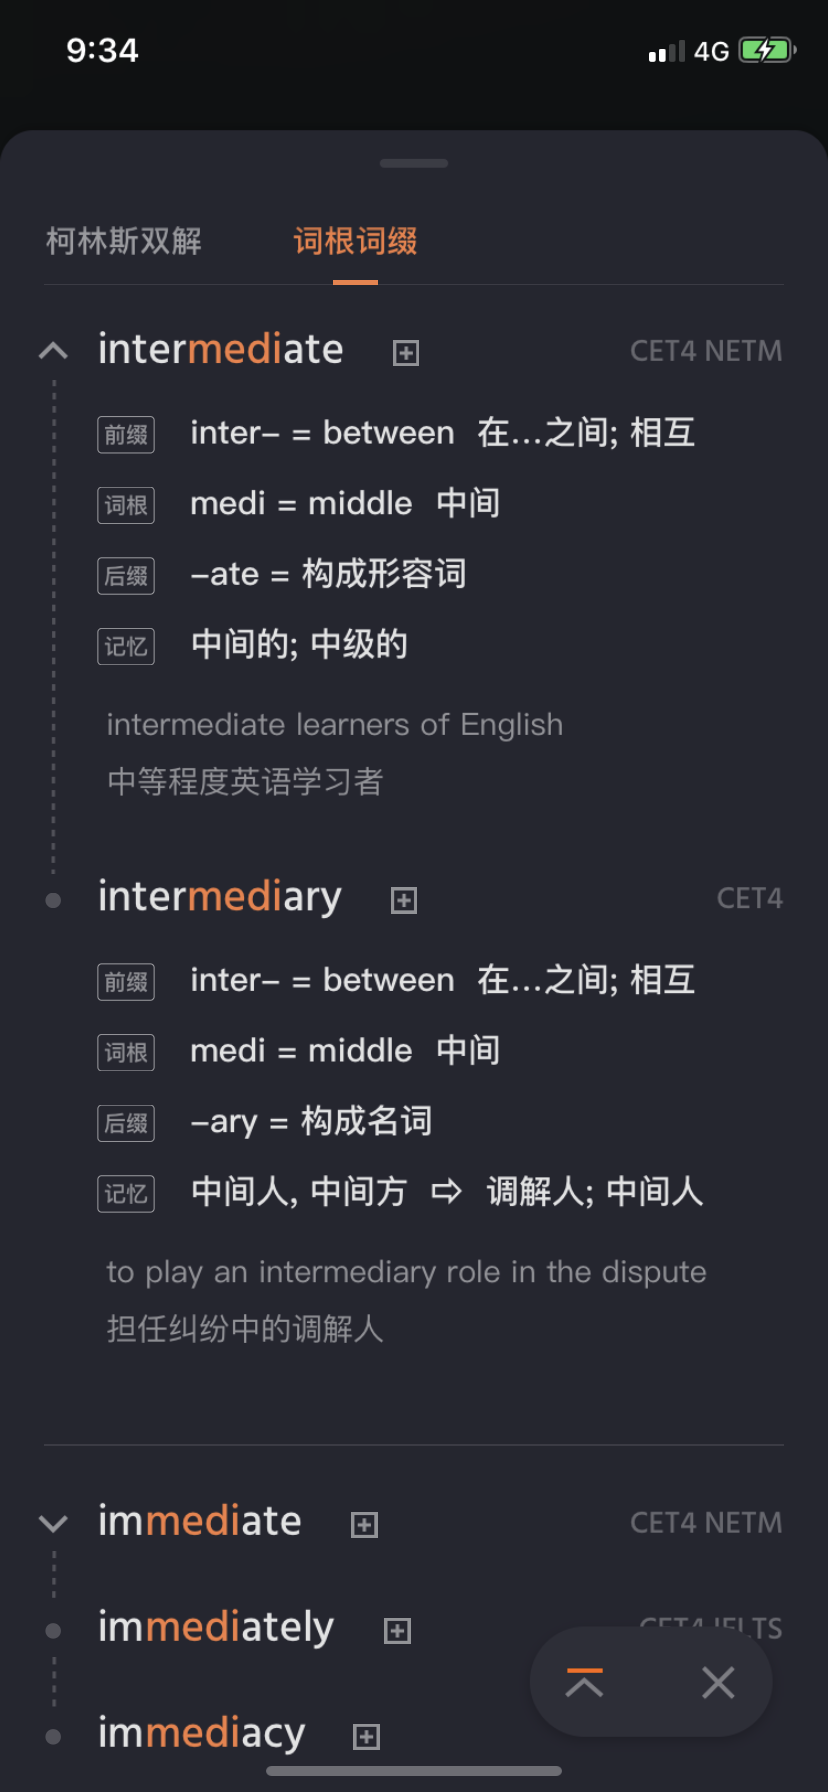 9:34 4G
柯林斯双解 词根词缀
intermediate CET4 NETM
前缀 inter- = between 在...之间; 相互
词根 medi = middle 中间
后缀 -ate = 构成形容词
记忆 中间的; 中级的
intermediate learners of English
中等程度英语学习者
intermediary CET4
前缀 inter- = between 在...之间; 相互
词根 medi = middle 中间
后缀 -ary = 构成名词
记忆 中间人, 中间方 ⇨ 调解人; 中间人
to play an intermediary role in the dispute
担任纠纷中的调解人
immediate CET4 NETM
immediately CET4 IELTS
immediacy